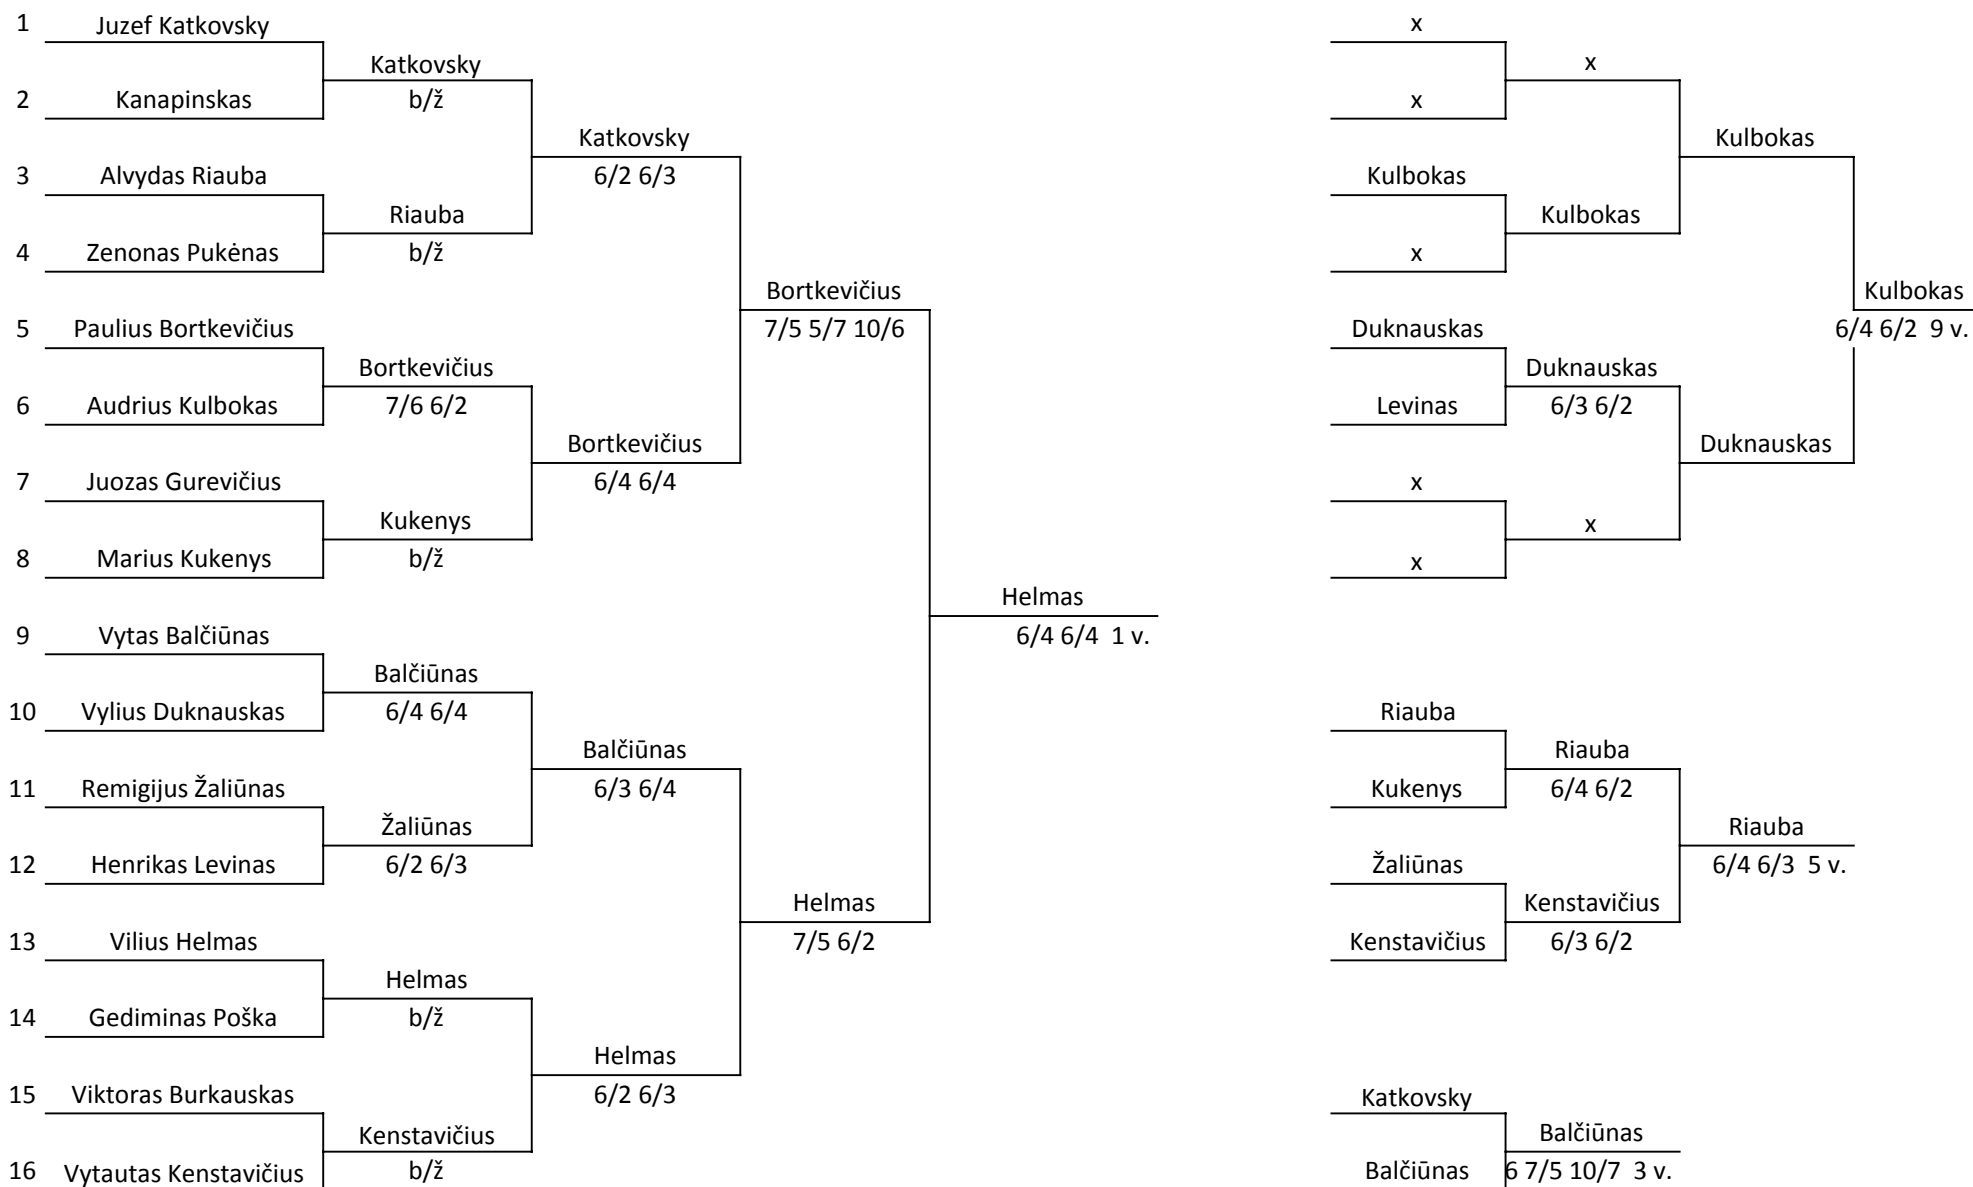 1 Juzef Katkovsky
Katkovsky
2 Kanapinskas
b/ž
Katkovsky
6/2 6/3
3 Alvydas Riauba
Riauba
4 Zenonas Pukėnas
b/ž
Bortkevičius
7/5 5/7 10/6
5 Paulius Bortkevičius
Bortkevičius
6 Audrius Kulbokas
7/6 6/2
Bortkevičius
6/4 6/4
7 Juozas Gurevičius
Kukenys
8 Marius Kukenys
b/ž
Helmas
6/4 6/4 1 v.
9 Vytas Balčiūnas
Balčiūnas
10 Vylius Duknauskas
6/4 6/4
Balčiūnas
6/3 6/4
11 Remigijus Žaliūnas
Žaliūnas
12 Henrikas Levinas
6/2 6/3
Helmas
7/5 6/2
13 Vilius Helmas
Helmas
14 Gediminas Poška
b/ž
Helmas
6/2 6/3
15 Viktoras Burkauskas
Kenstavičius
16 Vytautas Kenstavičius
b/ž
x
x
x
Kulbokas
Kulbokas
Kulbokas
x
Kulbokas
6/4 6/2 9 v.
Duknauskas
Duknauskas
Levinas
6/3 6/2
Duknauskas
x
x
x
Riauba
Riauba
Kukenys
6/4 6/2
Riauba
6/4 6/3 5 v.
Žaliūnas
Kenstavičius
Kenstavičius
6/3 6/2
Katkovsky
Balčiūnas
Balčiūnas
6 7/5 10/7 3 v.